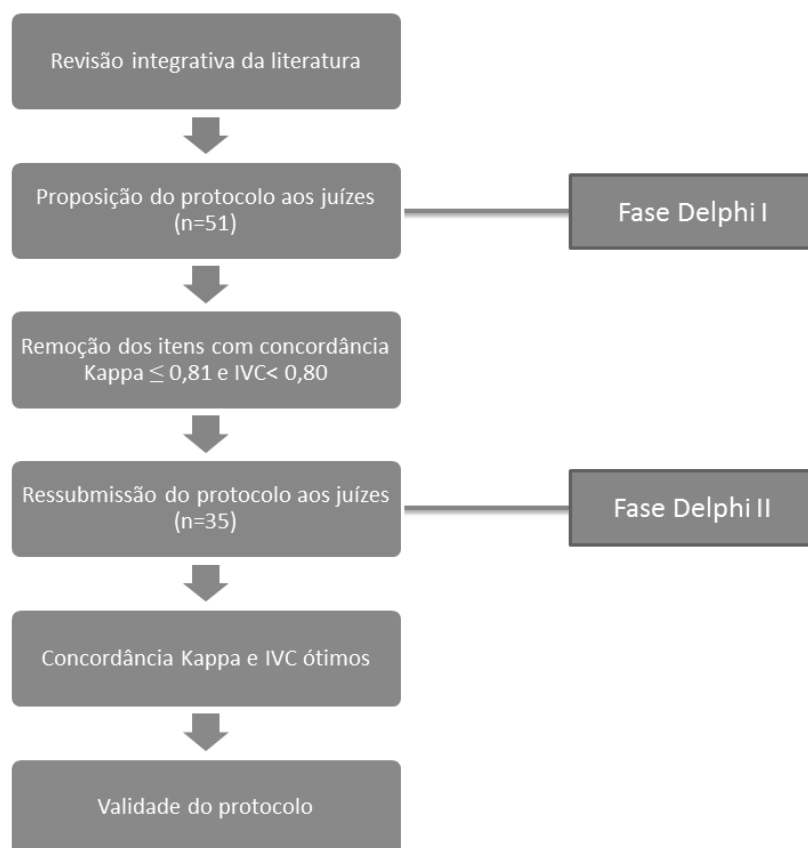 Revisão integrativa da literatura
Proposição do protocolo aos juízes
(n=51)
Fase Delphi I
Remoção dos itens com concordância
Kappa ≤ 0,81 e IVC< 0,80
Ressubmissão do protocolo aos juízes
(n=35)
Fase Delphi II
Concordância Kappa e IVC ótimos
Validade do protocolo